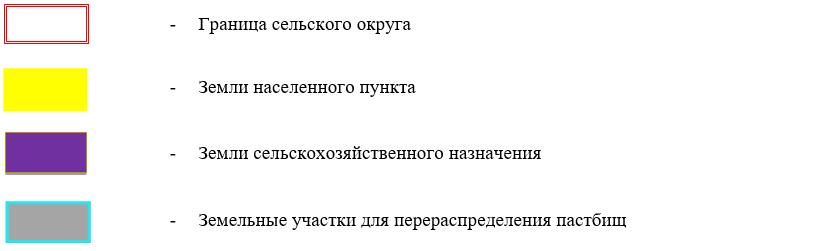 - Граница сельского округа
- Земли населенного пункта
- Земли сельскохозяйственного назначения
- Земельные участки для перераспределения пастбищ